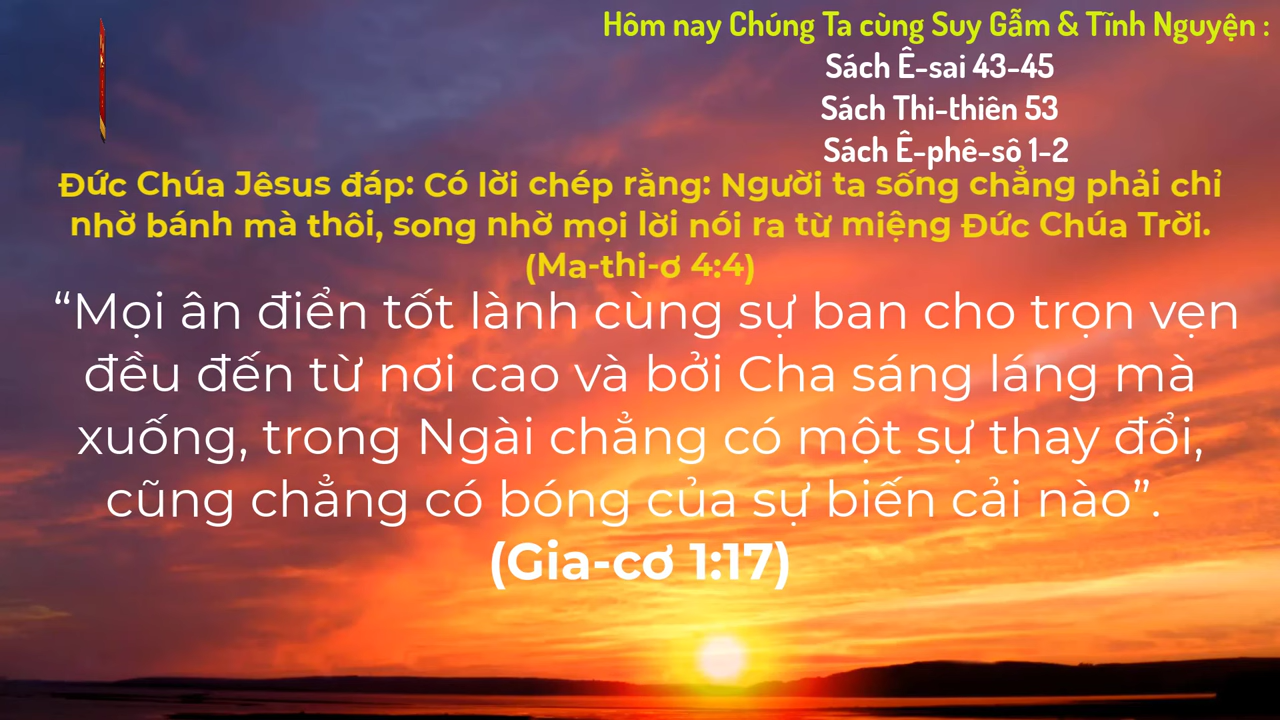 Hôm nay Chúng Ta cùng Suy Gẫm & Tĩnh Nguyện :
Sách Ê-sai 43-45
Sách Thi-thiên 53
Sách Ê-phê-sô 1-2
Đức Chúa Jêsus đáp: Có lời chép rằng: Người ta sống chẳng phải chỉ
nhờ bánh mà thôi, song nhờ mọi lời nói ra từ miệng Đức Chúa Trời.
(Ma-thi-ơ 4:4)
“Mọi ân điển tốt lành cùng sự ban cho trọn vẹn
đều đến từ nơi cao và bởi Cha sáng láng mà
xuống, trong Ngài chẳng có một sự thay đổi,
cũng chẳng có bóng của sự biến cải nào”.
(Gia-cơ 1:17)